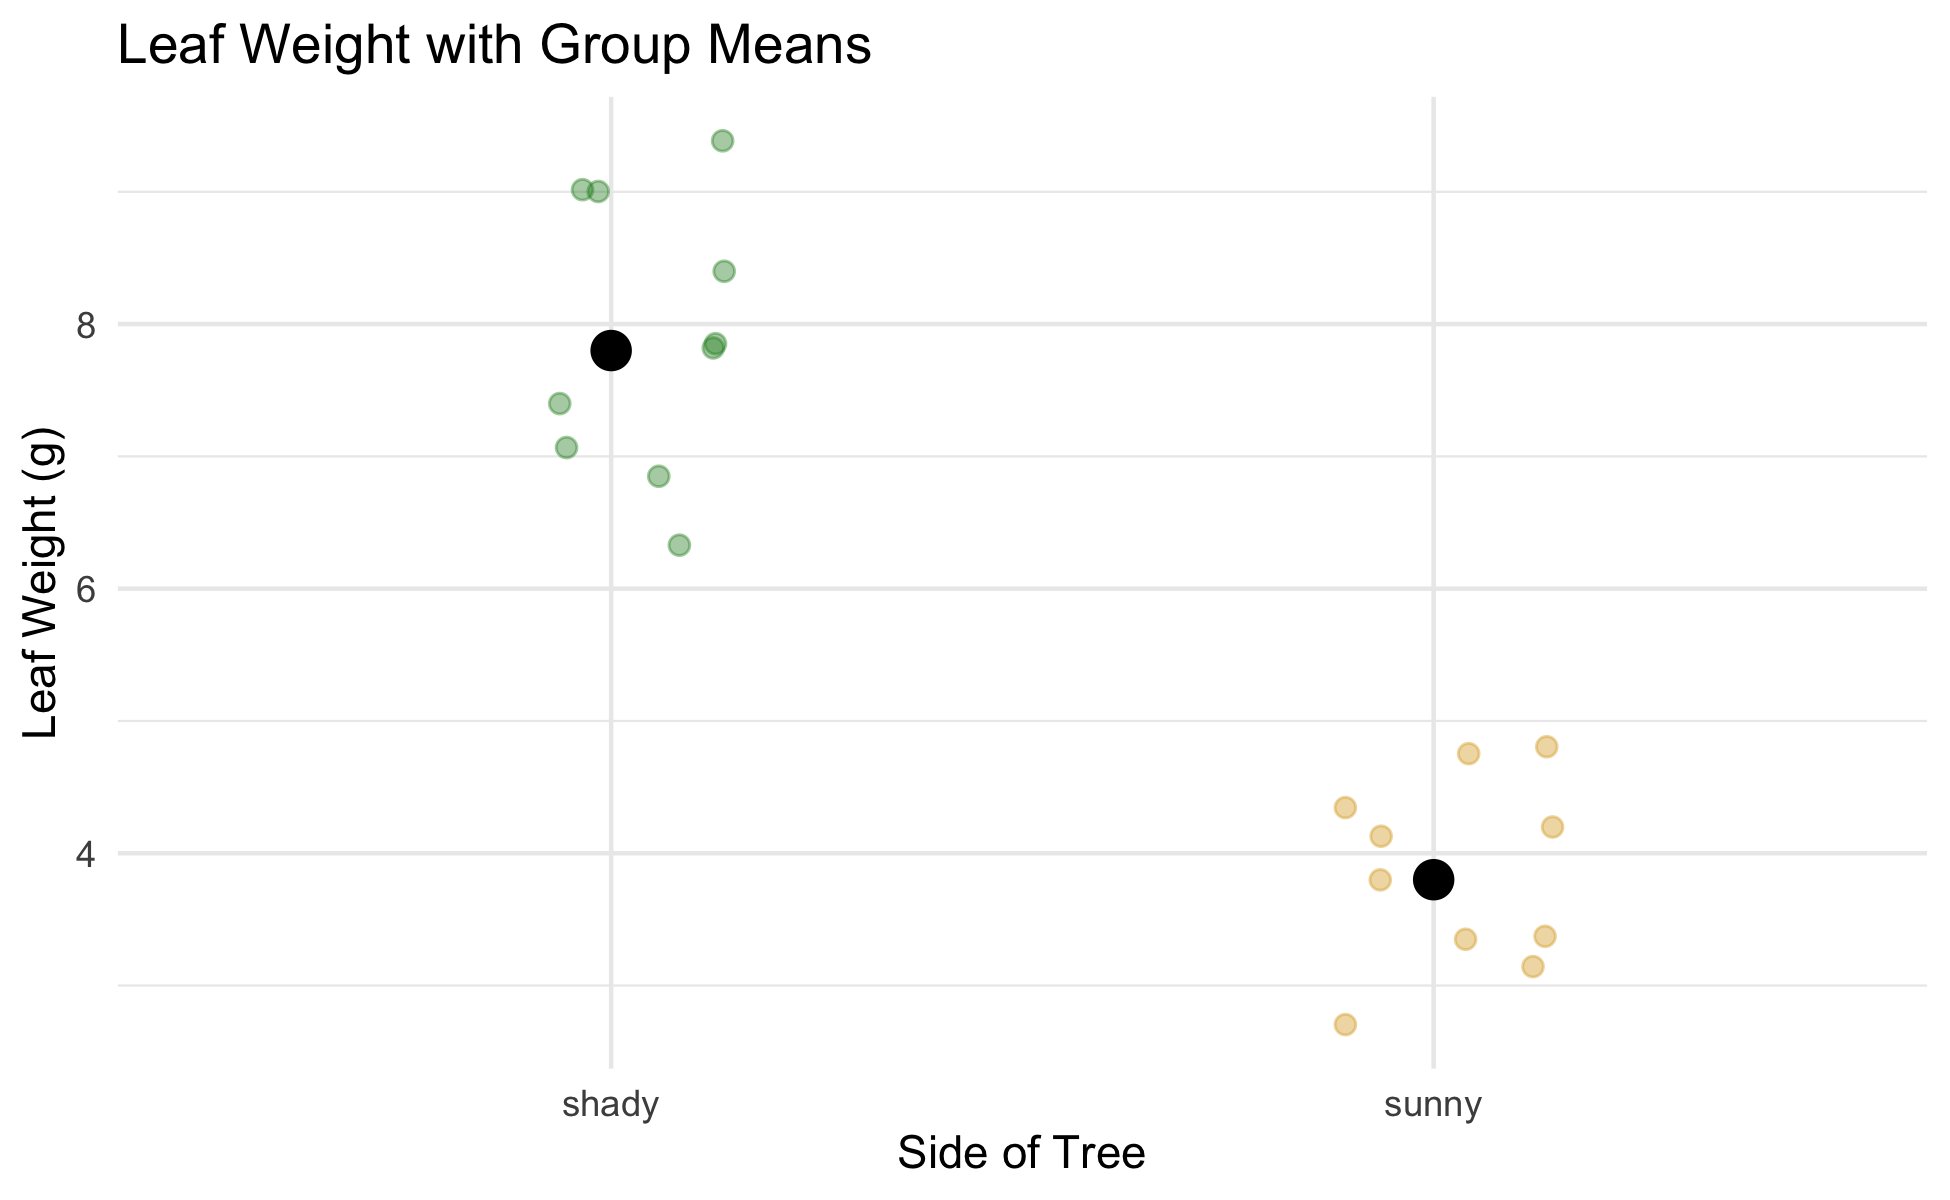 Leaf Weight with Group Means
Leaf Weight (g)
8
6
4
shady
sunny
Side of Tree